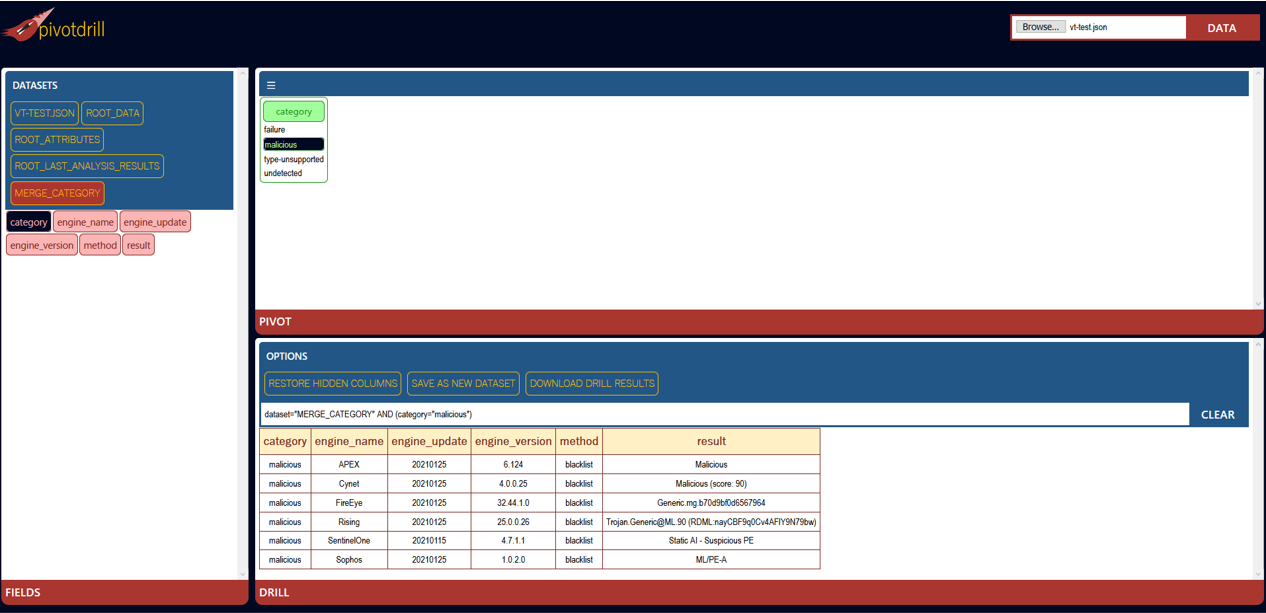 pivotdrill
Browse... vt-test.json DATA
DATASETS
VT-TEST.JSON ROOT_DATA
ROOT_ATTRIBUTES
ROOT_LAST_ANALYSIS_RESULTS
MERGE_CATEGORY
category engine_name engine_update
engine_version method result
FIELDS
☰
category
failure
malicious
type-unsupported
undetected
PIVOT
OPTIONS
RESTORE HIDDEN COLUMNS SAVE AS NEW DATASET DOWNLOAD DRILL RESULTS
dataset="MERGE_CATEGORY" AND (category="malicious") CLEAR
category engine_name engine_update engine_version method result
malicious APEX 20210125 6.124 blacklist Malicious
malicious Cynet 20210125 4.0.0.25 blacklist Malicious (score: 90)
malicious FireEye 20210125 32.44.1.0 blacklist Generic.mg.b70d9bf0d6567964
malicious Rising 20210125 25.0.0.26 blacklist Trojan.Generic@ML.90 (RDML:nayCBF9q0Cv4AFIY9N79bw)
malicious SentinelOne 20210115 4.7.1.1 blacklist Static AI - Suspicious PE
malicious Sophos 20210125 1.0.2.0 blacklist ML/PE-A
DRILL